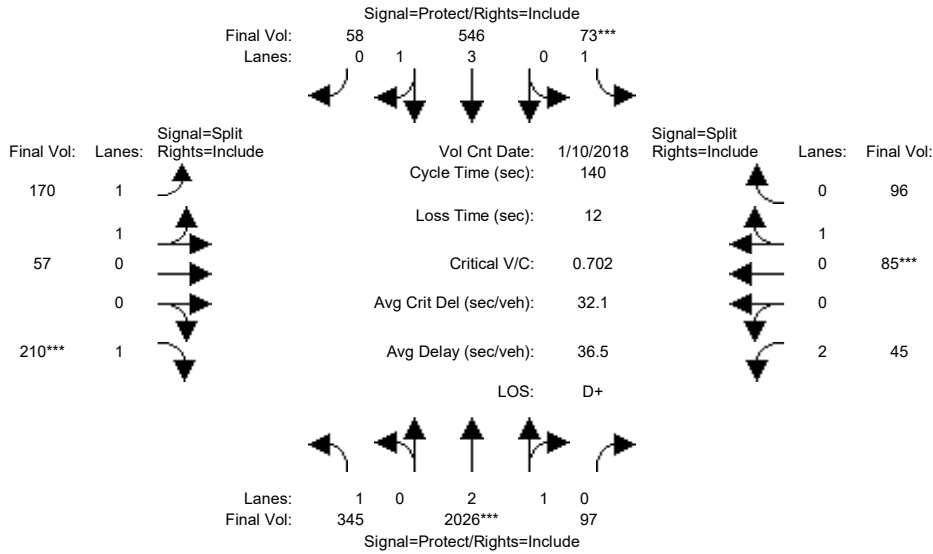 Signal=Protect/Rights=Include
Final Vol: 58 546 73***
Lanes: 0 1 3 0 1
Signal=Split
Signal=Split
Final Vol: Lanes: Rights=Include
Vol Cnt Date: 1/10/2018
Rights=Include Lanes: Final Vol:
Cycle Time (sec): 140
170 1
0 96
Loss Time (sec): 12
1
1
57 0
Critical V/C: 0.702
0 85***
0
Avg Crit Del (sec/veh): 32.1
0
210*** 1
Avg Delay (sec/veh): 36.5
2 45
LOS: D+
Lanes: 1 0 2 1 0
Final Vol: 345 2026*** 97
Signal=Protect/Rights=Include